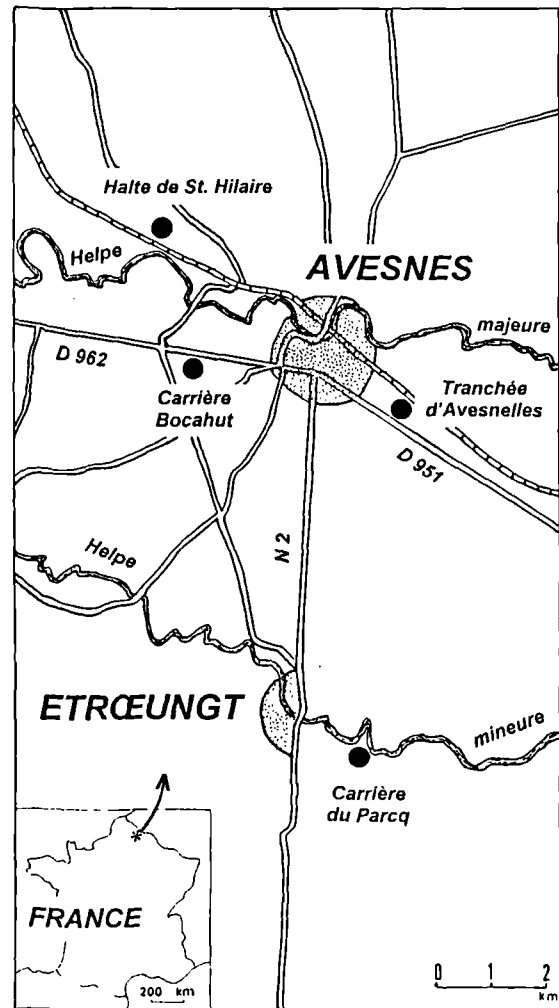 Halte de St. Hilaire
Helpe
AVESNES
majeure
D 962
Carrière
Bocahut
Tranchée
d'Avesnelles
D 951
N 2
Helpe
ETRŒUNGT
mineure
Carrière
du Parcq
FRANCE
200 km
0 1 2
km